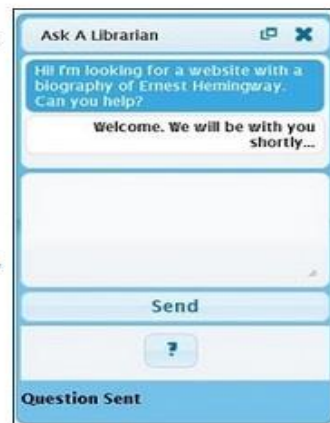 Ask A Librarian
Hi! I'm looking for a website with a
biography of Ernest Hemingway.
Can you help?
Welcome. We will be with you
shortly...
Send
?
Question Sent